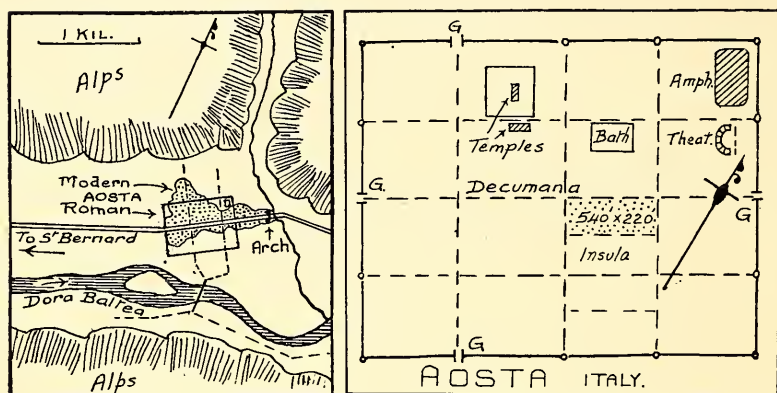 1 KIL.
Alps
Modern
AOSTA
Roman
To St Bernard
Arch
Dora Baltea
Alps
G
Amph.
Temples
Bath
Theat.
G.
Decumana
G
540 x 220
Insula
G
AOSTA ITALY.